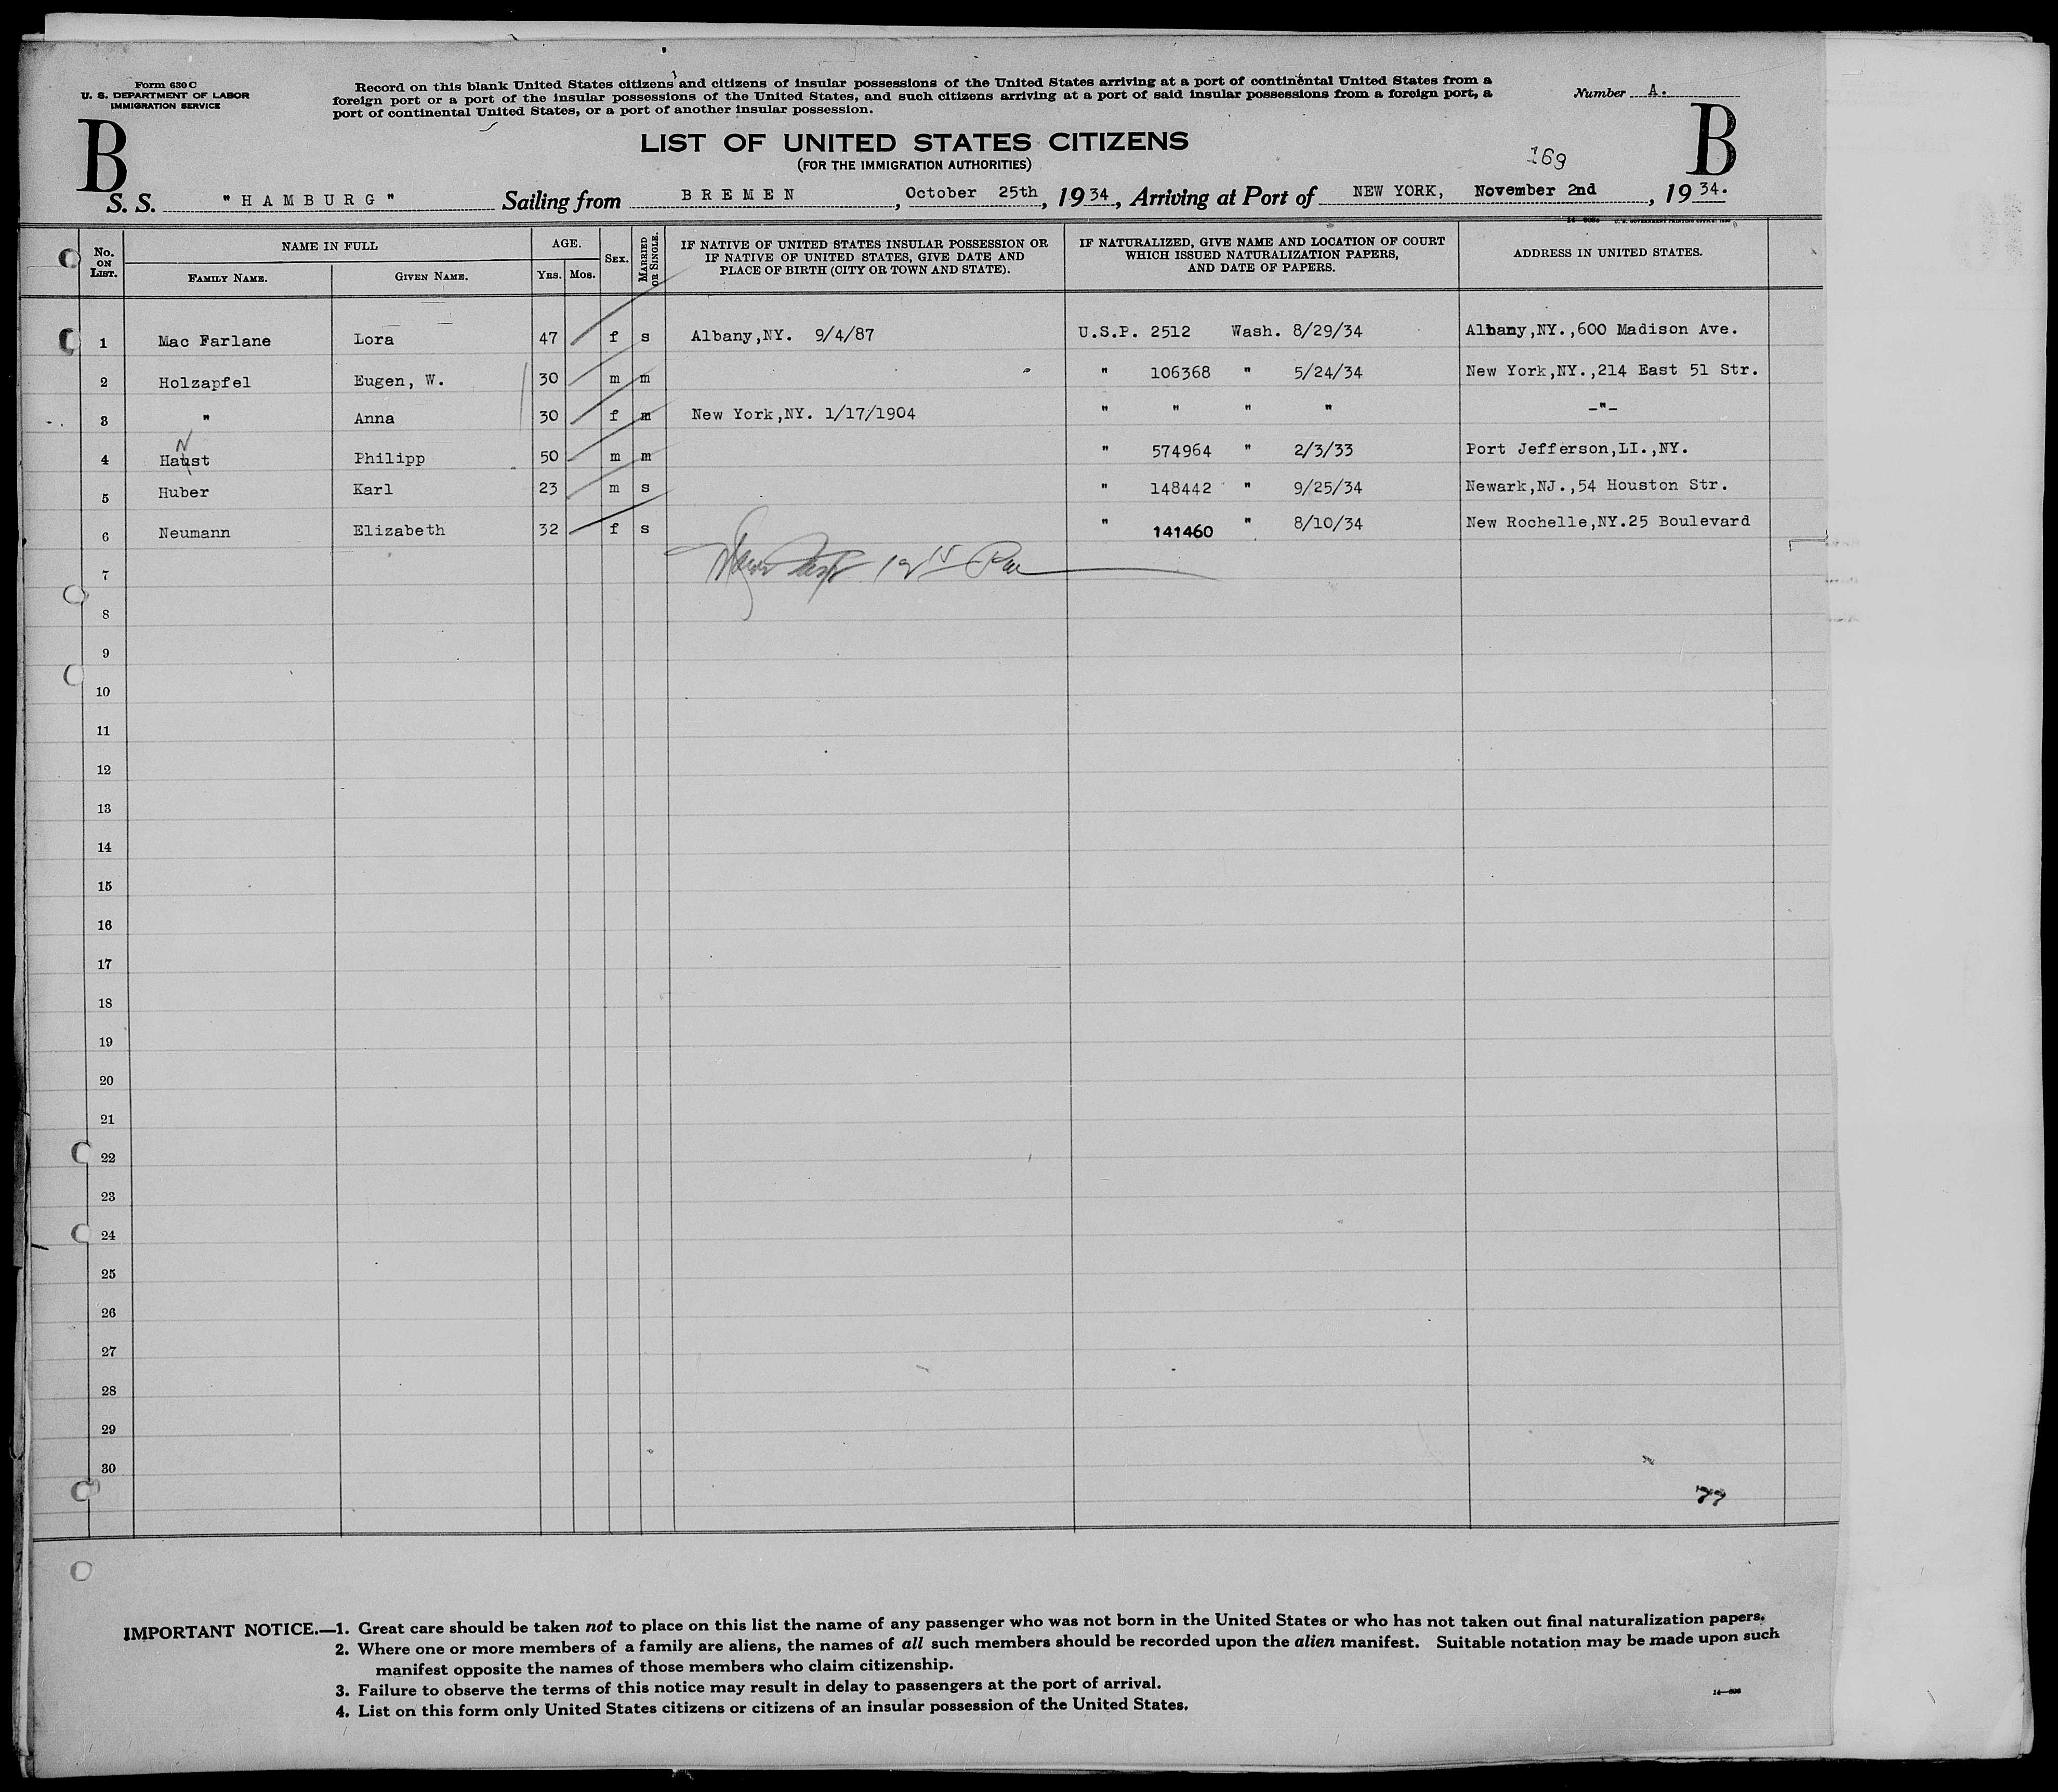 Form 630 C
U. S. DEPARTMENT OF LABOR
IMMIGRATION SERVICE
Record on this blank United States citizens and citizens of insular possessions of the United States arriving at a port of continental United States from a
foreign port or a port of the insular possessions of the United States, and such citizens arriving at a port of said insular possessions from a foreign port, a
port of continental United States, or a port of another insular possession.
Number A.
B B
LIST OF UNITED STATES CITIZENS
(FOR THE IMMIGRATION AUTHORITIES)
169
S. S. "HAMBURG" Sailing from BREMEN, October 25th, 1934, Arriving at Port of NEW YORK, November 2nd, 1934.
No. ON LIST. NAME IN FULL FAMILY NAME. GIVEN NAME. AGE. YRS. MOS. SEX. MARRIED OR SINGLE. IF NATIVE OF UNITED STATES INSULAR POSSESSION OR IF NATIVE OF UNITED STATES, GIVE DATE AND PLACE OF BIRTH (CITY OR TOWN AND STATE). IF NATURALIZED, GIVE NAME AND LOCATION OF COURT WHICH ISSUED NATURALIZATION PAPERS, AND DATE OF PAPERS. ADDRESS IN UNITED STATES.
1 Mac Farlane Lora 47 f s Albany,NY. 9/4/87 U.S.P. 2512 Wash. 8/29/34 Albany,NY.,600 Madison Ave.
2 Holzapfel Eugen, W. 30 m m " 106368 " 5/24/34 New York,NY.,214 East 51 Str.
3 " Anna 30 f m New York,NY. 1/17/1904 " " " " -"-
N
4 Haust Philipp 50 m m " 574964 " 2/3/33 Port Jefferson,LI.,NY.
5 Huber Karl 23 m s " 148442 " 9/25/34 Newark,NJ.,54 Houston Str.
6 Neumann Elizabeth 32 f s " 141460 " 8/10/34 New Rochelle,NY.25 Boulevard
7
8
9
10
11
12
13
14
15
16
17
18
19
20
21
22
23
24
25
26
27
28
29
30
77
IMPORTANT NOTICE.—1. Great care should be taken not to place on this list the name of any passenger who was not born in the United States or who has not taken out final naturalization papers.
2. Where one or more members of a family are aliens, the names of all such members should be recorded upon the alien manifest. Suitable notation may be made upon such
manifest opposite the names of those members who claim citizenship.
3. Failure to observe the terms of this notice may result in delay to passengers at the port of arrival.
4. List on this form only United States citizens or citizens of an insular possession of the United States.